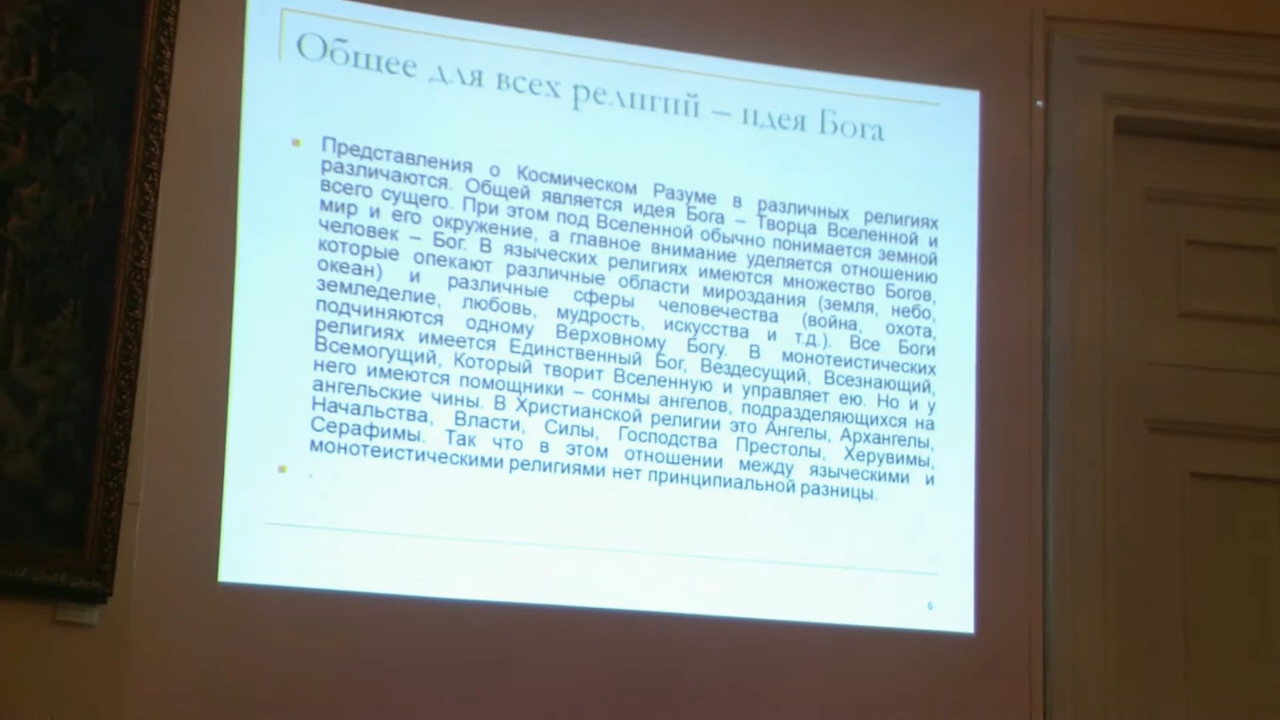 Общее для всех религий – идея Бога
Представления о Космическом Разуме в различных религиях
различаются. Общей является идея Бога – Творца Вселенной и
всего сущего. При этом под Вселенной обычно понимается земной
мир и его окружение, а главное внимание уделяется отношению
человек – Бог. В языческих религиях имеются множество Богов,
которые опекают различные области мироздания (земля, небо,
океан) и различные сферы человечества (война, охота,
земледелие, любовь, мудрость, искусства и т.д.). Все Боги
подчиняются одному Верховному Богу. В монотеистических
религиях имеется Единственный Бог, Вездесущий, Всезнающий,
Всемогущий, Который творит Вселенную и управляет ею. Но и у
него имеются помощники – сонмы ангелов, подразделяющихся на
ангельские чины. В Христианской религии это Ангелы, Архангелы,
Начальства, Власти, Силы, Господства Престолы, Херувимы,
Серафимы. Так что в этом отношении между языческими и
монотеистическими религиями нет принципиальной разницы.
.
6